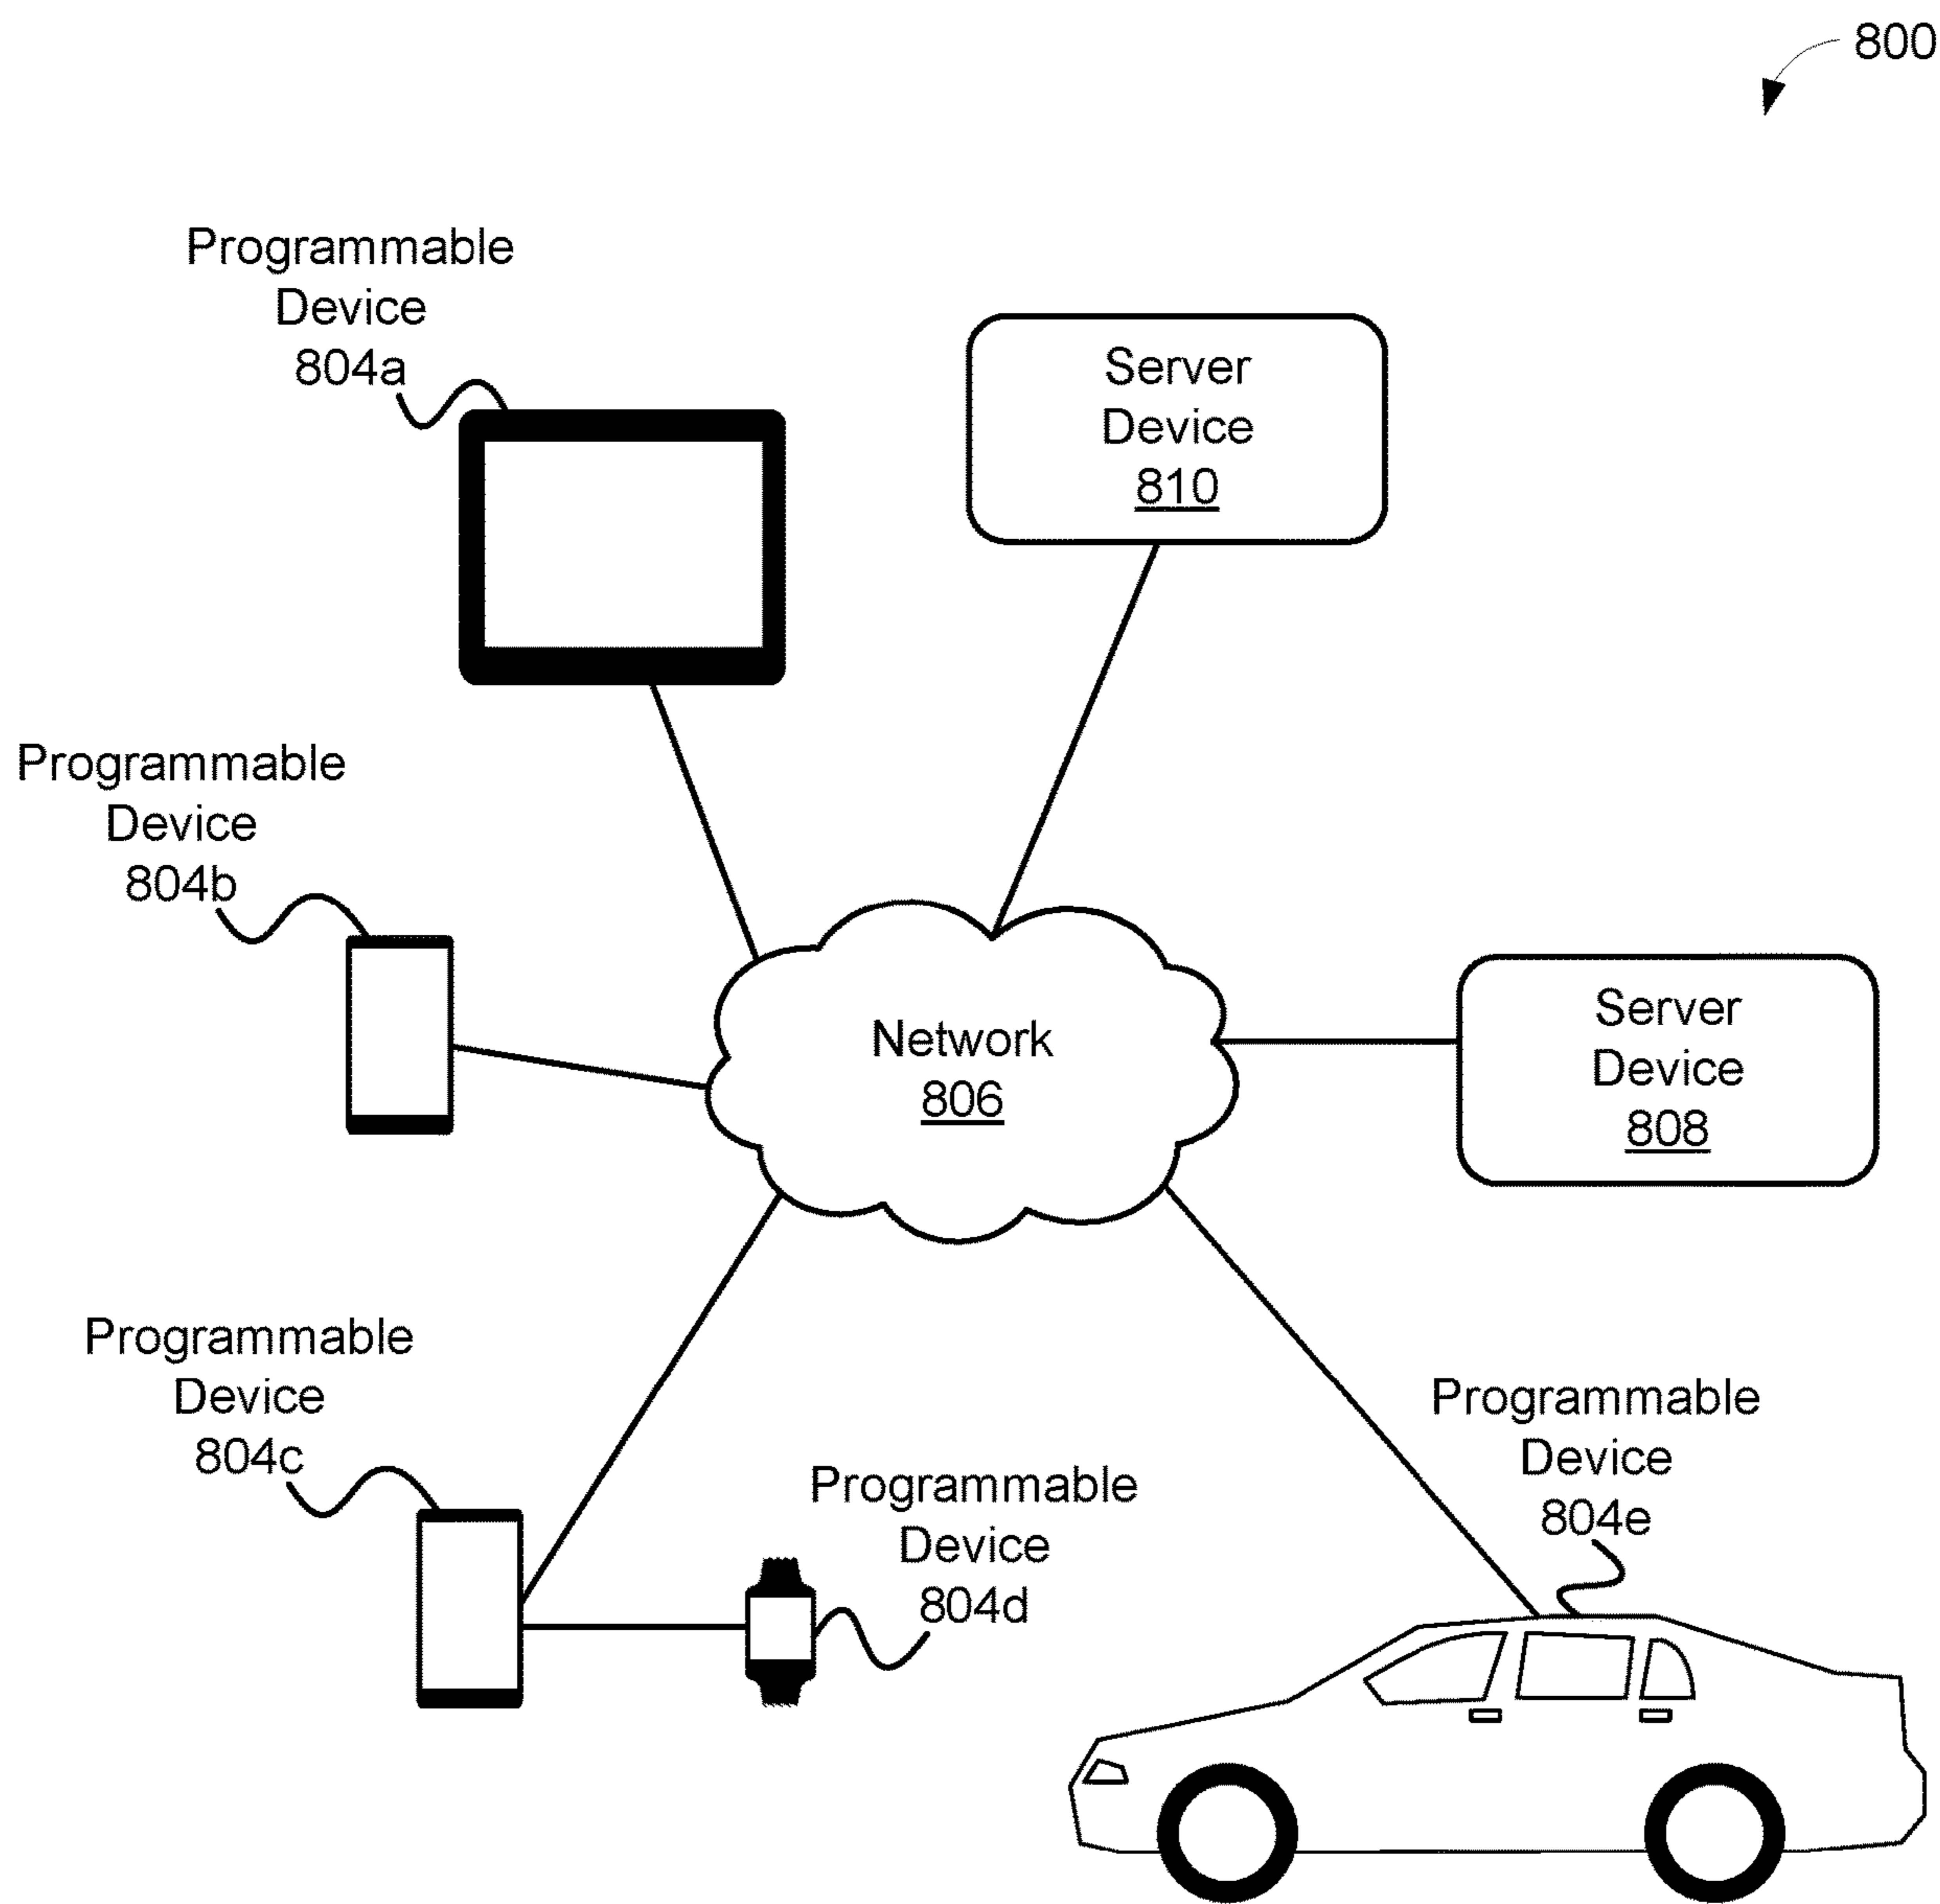 800
Programmable
Device
804a
Server
Device
810
Programmable
Device
804b
Network
806
Server
Device
808
Programmable
Device
804c
Programmable
Device
804d
Programmable
Device
804e